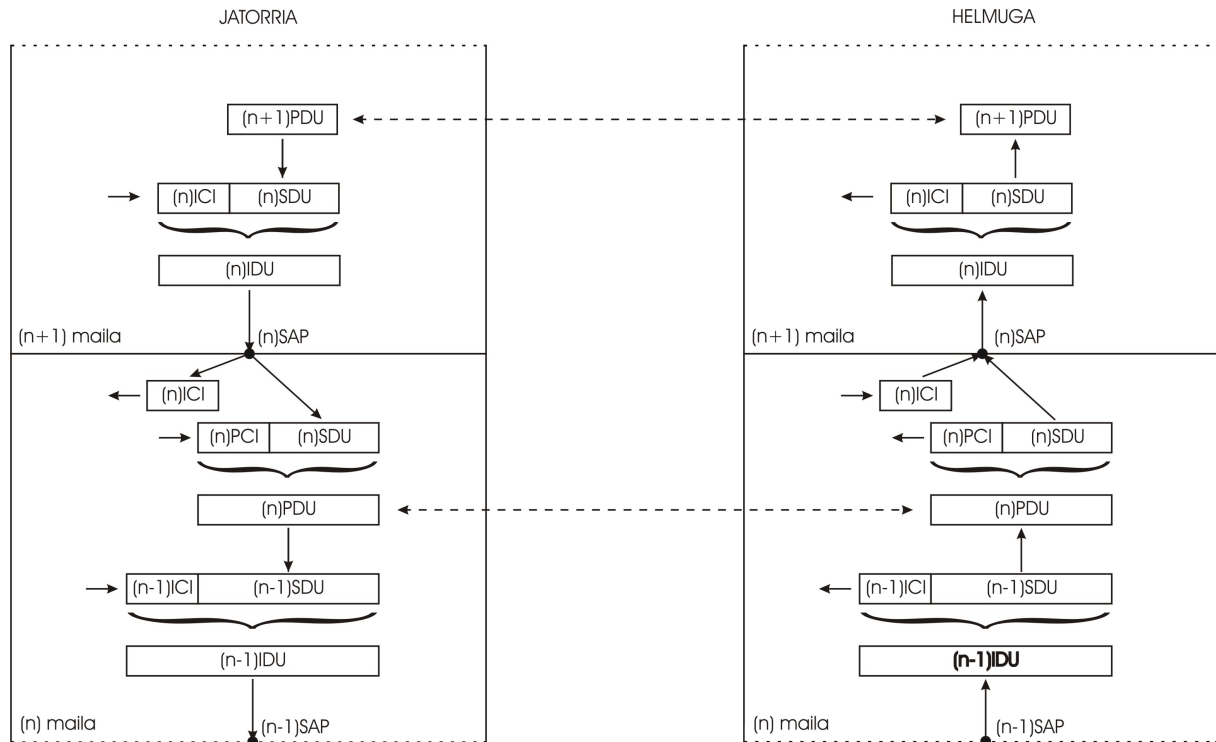 JATORRIA HELMUGA
(n+1)PDU (n+1)PDU
(n)ICI (n)SDU (n)ICI (n)SDU
(n)IDU (n)IDU
(n+1) maila (n)SAP (n+1) maila (n)SAP
(n)ICI (n)ICI
(n)PCI (n)SDU (n)PCI (n)SDU
(n)PDU (n)PDU
(n-1)ICI (n-1)SDU (n-1)ICI (n-1)SDU
(n-1)IDU (n-1)IDU
(n) maila (n-1)SAP (n) maila (n-1)SAP